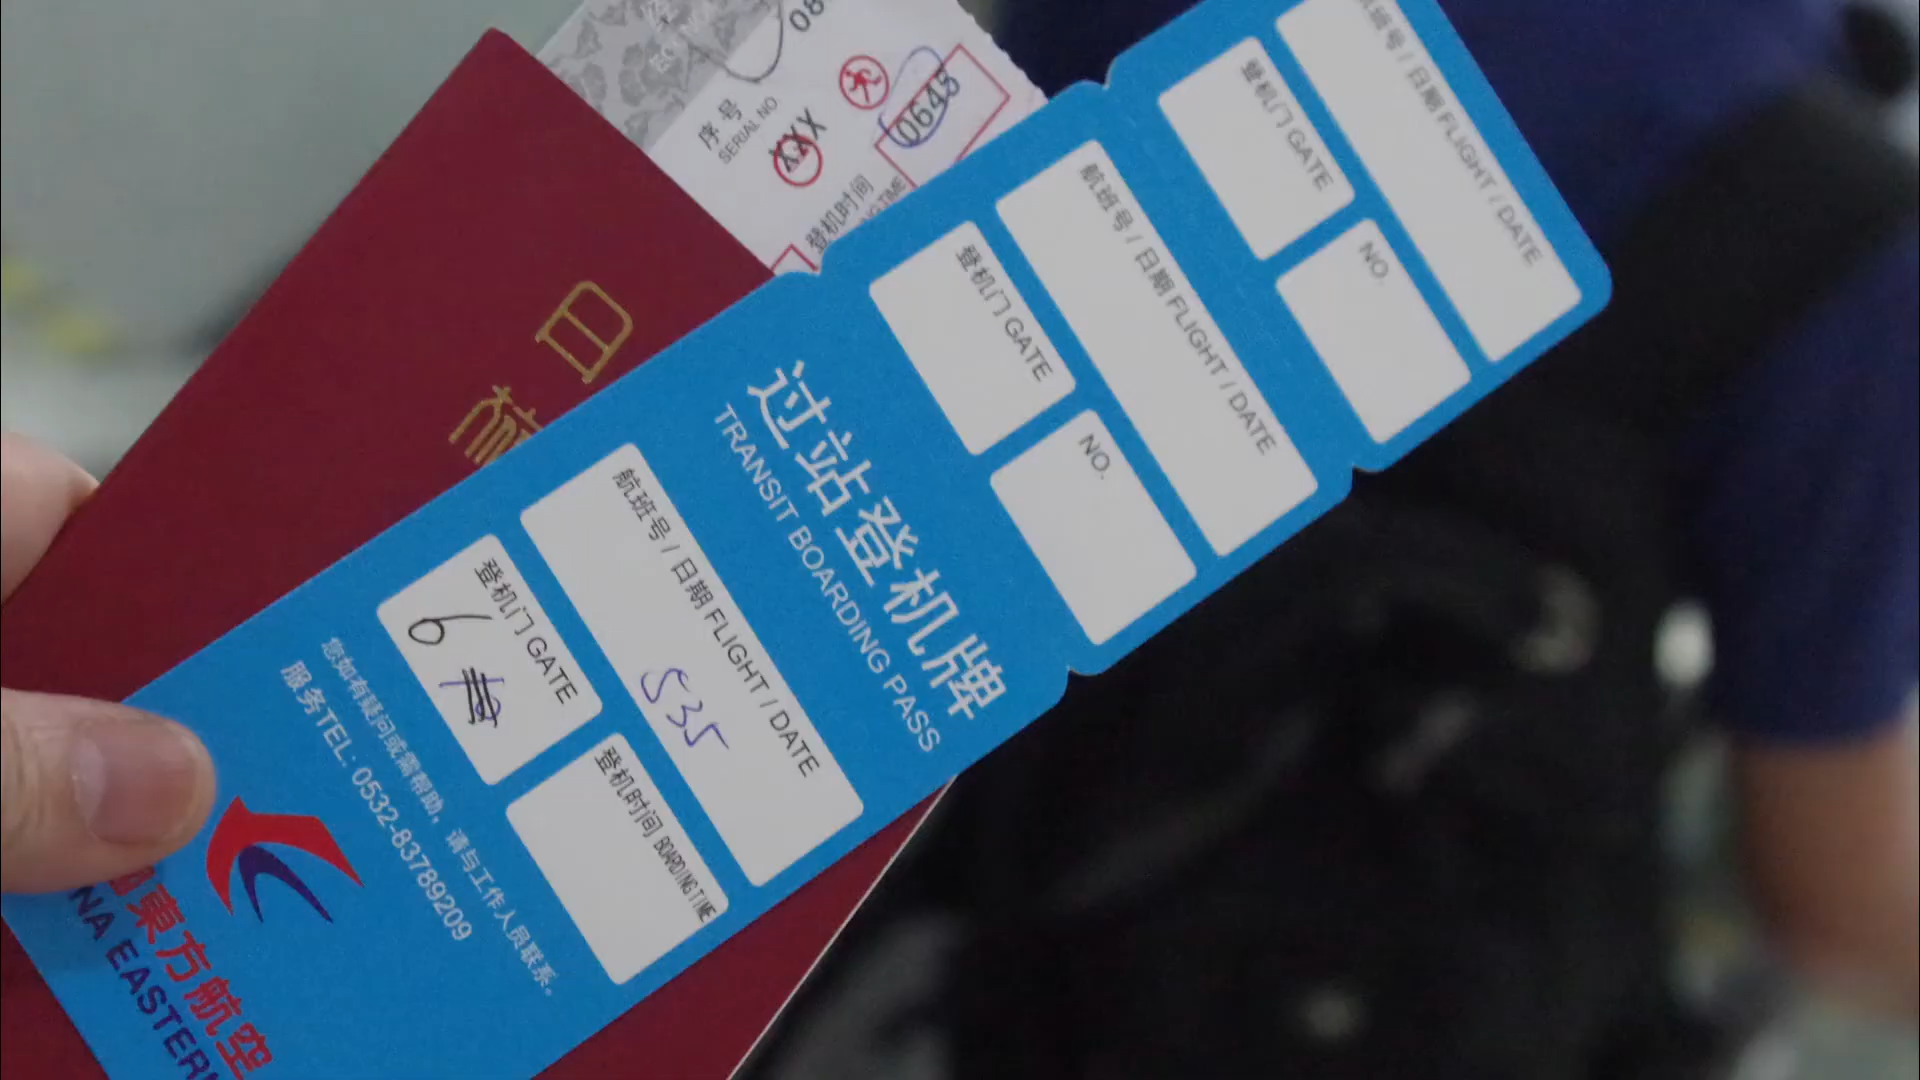 序号
SERIAL NO
XXX
0645
登机时间
日
旅
过站登机牌
TRANSIT BOARDING PASS
航班号 / 日期 FLIGHT / DATE
535
登机门 GATE
6 #
登机时间 BOARDING TIME
您如有疑问或需帮助，请与工作人员联系。
服务TEL: 0532-83789209
東方航空
NA EASTERN
航班号 / 日期 FLIGHT / DATE
登机门 GATE
NO.
航班号 / 日期 FLIGHT / DATE
登机门 GATE
NO.